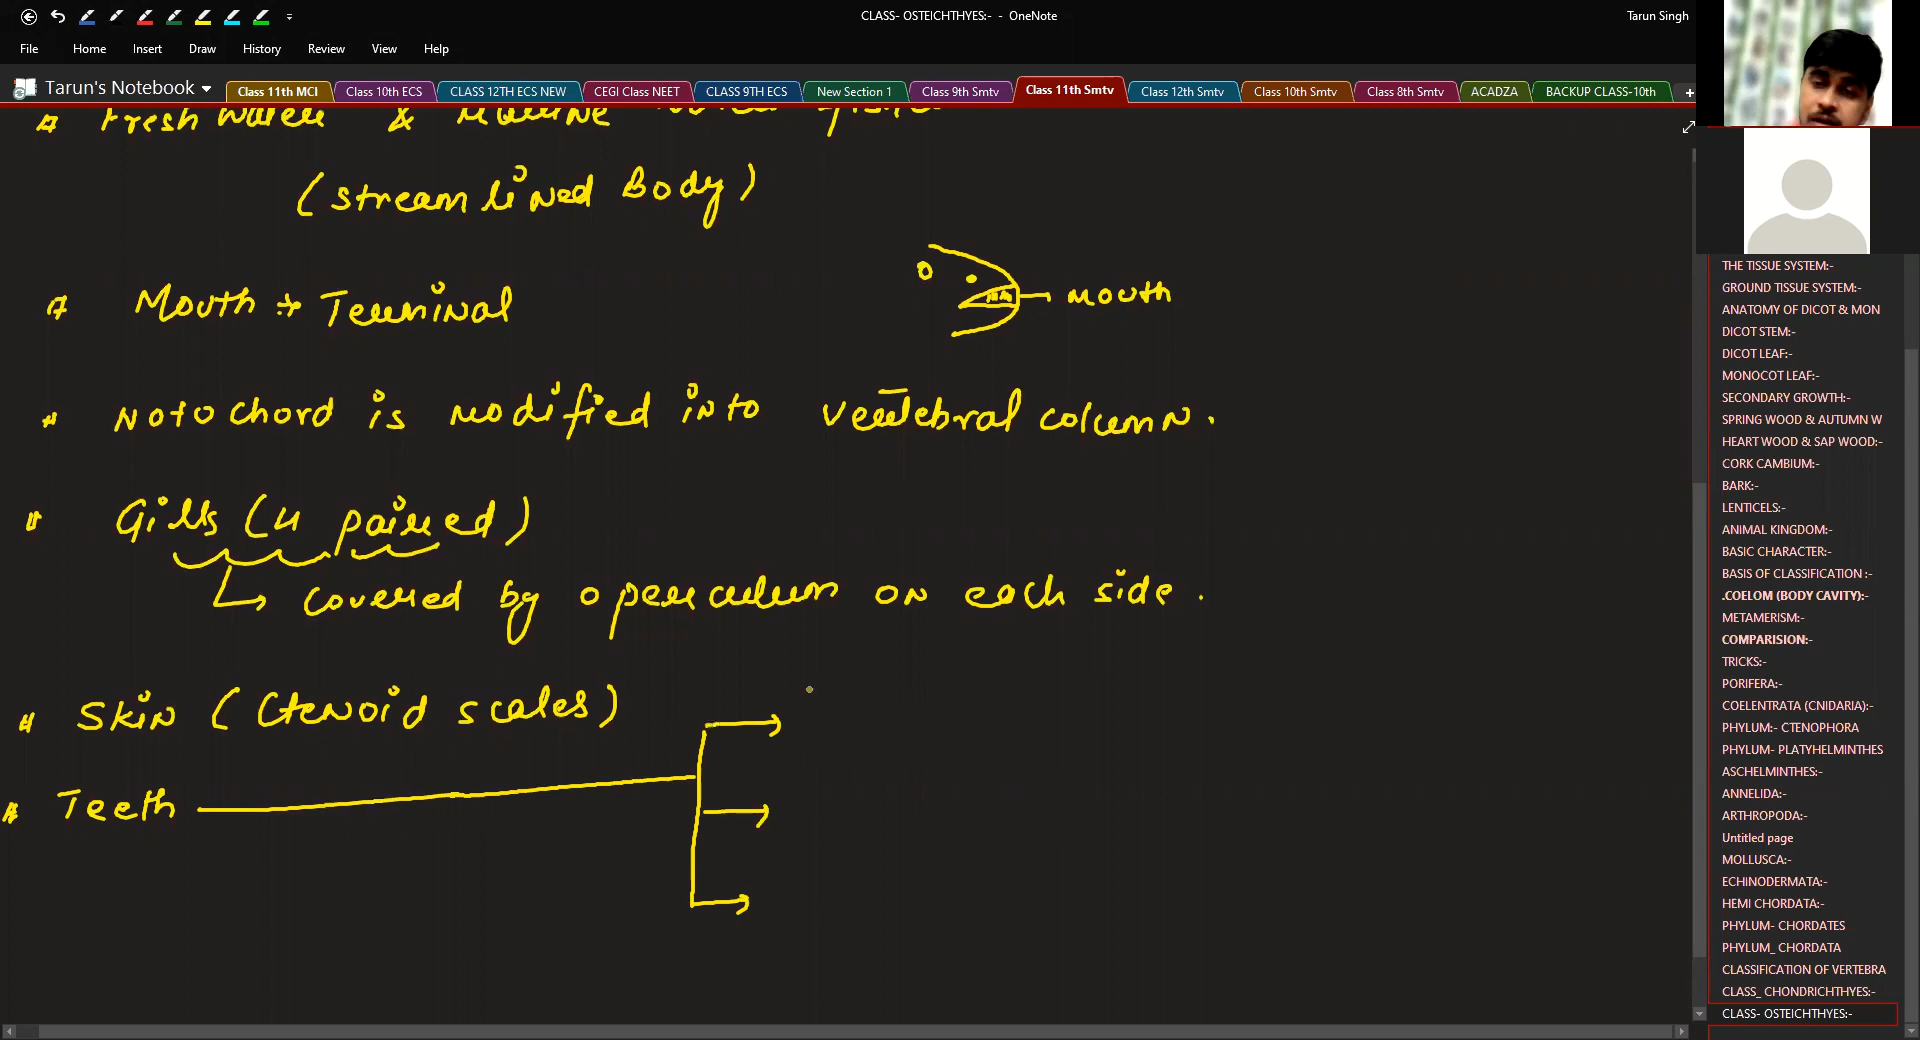 CLASS- OSTEICHTHYES:- - OneNote
Tarun Singh
File Home Insert Draw History Review View Help
Tarun's Notebook
Class 11th MCI
Class 10th ECS
CLASS 12TH ECS NEW
CEGI Class NEET
CLASS 9TH ECS
New Section 1
Class 9th Smtv
Class 11th Smtv
Class 12th Smtv
Class 10th Smtv
Class 8th Smtv
ACADZA
BACKUP CLASS-10th
Fresh water & Marine
(streamlined Body)
Mouth → Terminal
Mouth
Notochord is modified into vertebral column.
Gills (4 paired)
covered by operculum on each side.
Skin (Ctenoid scales)
Teeth
THE TISSUE SYSTEM:-
GROUND TISSUE SYSTEM:-
ANATOMY OF DICOT & MON
DICOT STEM:-
DICOT LEAF:-
MONOCOT LEAF:-
SECONDARY GROWTH:-
SPRING WOOD & AUTUMN W
HEART WOOD & SAP WOOD:-
CORK CAMBIUM:-
BARK:-
LENTICELS:-
ANIMAL KINGDOM:-
BASIC CHARACTER:-
BASIS OF CLASSIFICATION :-
.COELOM (BODY CAVITY):-
METAMERISM:-
COMPARISION:-
TRICKS:-
PORIFERA:-
COELENTRATA (CNIDARIA):-
PHYLUM:- CTENOPHORA
PHYLUM- PLATYHELMINTHES
ASCHELMINTHES:-
ANNELIDA:-
ARTHROPODA:-
Untitled page
MOLLUSCA:-
ECHINODERMATA:-
HEMI CHORDATA:-
PHYLUM- CHORDATES
PHYLUM_ CHORDATA
CLASSIFICATION OF VERTEBRA
CLASS_ CHONDRICHTHYES:-
CLASS- OSTEICHTHYES:-